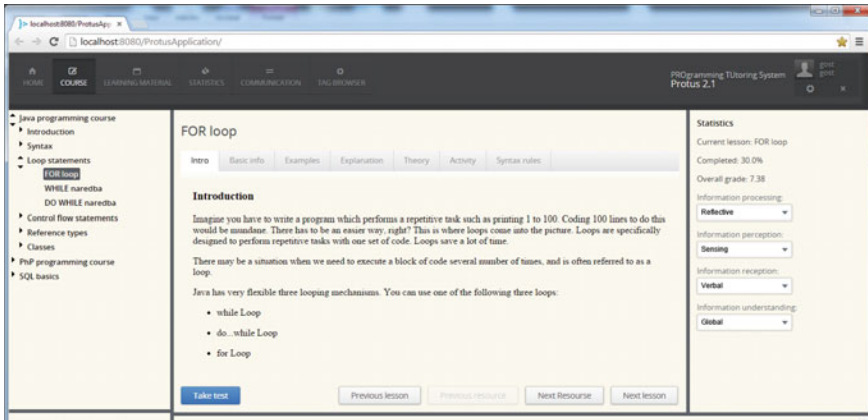 localhost:8080/ProtusApp
localhost:8080/ProtusApplication/
HOME
COURSE
LEARNING MATERIAL
STATISTICS
COMMUNICATION
TAG BROWSER
PROgramming TUtoring System
Protus 2.1
gost
gost
Java programming course
Introduction
Syntax
Loop statements
FOR loop
WHILE naredba
DO WHILE naredba
Control flow statements
Reference types
Classes
PhP programming course
SQL basics
FOR loop
Intro
Basic info
Examples
Explanation
Theory
Activity
Syntax rules
Introduction
Imagine you have to write a program which performs a repetitive task such as printing 1 to 100. Coding 100 lines to do this
would be mundane. There has to be an easier way, right? This is where loops come into the picture. Loops are specifically
designed to perform repetitive tasks with one set of code. Loops save a lot of time.
There may be a situation when we need to execute a block of code several number of times, and is often referred to as a
loop.
Java has very flexible three looping mechanisms. You can use one of the following three loops:
while Loop
do...while Loop
for Loop
Take test
Previous lesson
Previous resource
Next Resourse
Next lesson
Statistics
Current lesson: FOR loop
Completed: 30.0%
Overall grade: 7.38
Information processing:
Reflective
Information perception:
Sensing
Information reception:
Verbal
Information understanding:
Global